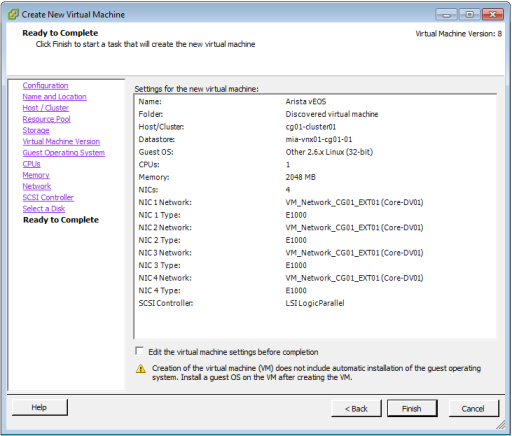 Create New Virtual Machine
Ready to Complete
Click Finish to start a task that will create the new virtual machine
Virtual Machine Version: 8
Configuration
Name and Location
Host / Cluster
Resource Pool
Storage
Virtual Machine Version
Guest Operating System
CPUs
Memory
Network
SCSI Controller
Select a Disk
Ready to Complete
Settings for the new virtual machine:
Name: Arista vEOS
Folder: Discovered virtual machine
Host/Cluster: cg01-cluster01
Datastore: mia-vnx01-cg01-01
Guest OS: Other 2.6.x Linux (32-bit)
CPUs: 1
Memory: 2048 MB
NICs: 4
NIC 1 Network: VM_Network_CG01_EXT01 (Core-DV01)
NIC 1 Type: E1000
NIC 2 Network: VM_Network_CG01_EXT01 (Core-DV01)
NIC 2 Type: E1000
NIC 3 Network: VM_Network_CG01_EXT01 (Core-DV01)
NIC 3 Type: E1000
NIC 4 Network: VM_Network_CG01_EXT01 (Core-DV01)
NIC 4 Type: E1000
SCSI Controller: LSI Logic Parallel
Edit the virtual machine settings before completion
Creation of the virtual machine (VM) does not include automatic installation of the guest operating
system. Install a guest OS on the VM after creating the VM.
Help
< Back
Finish
Cancel